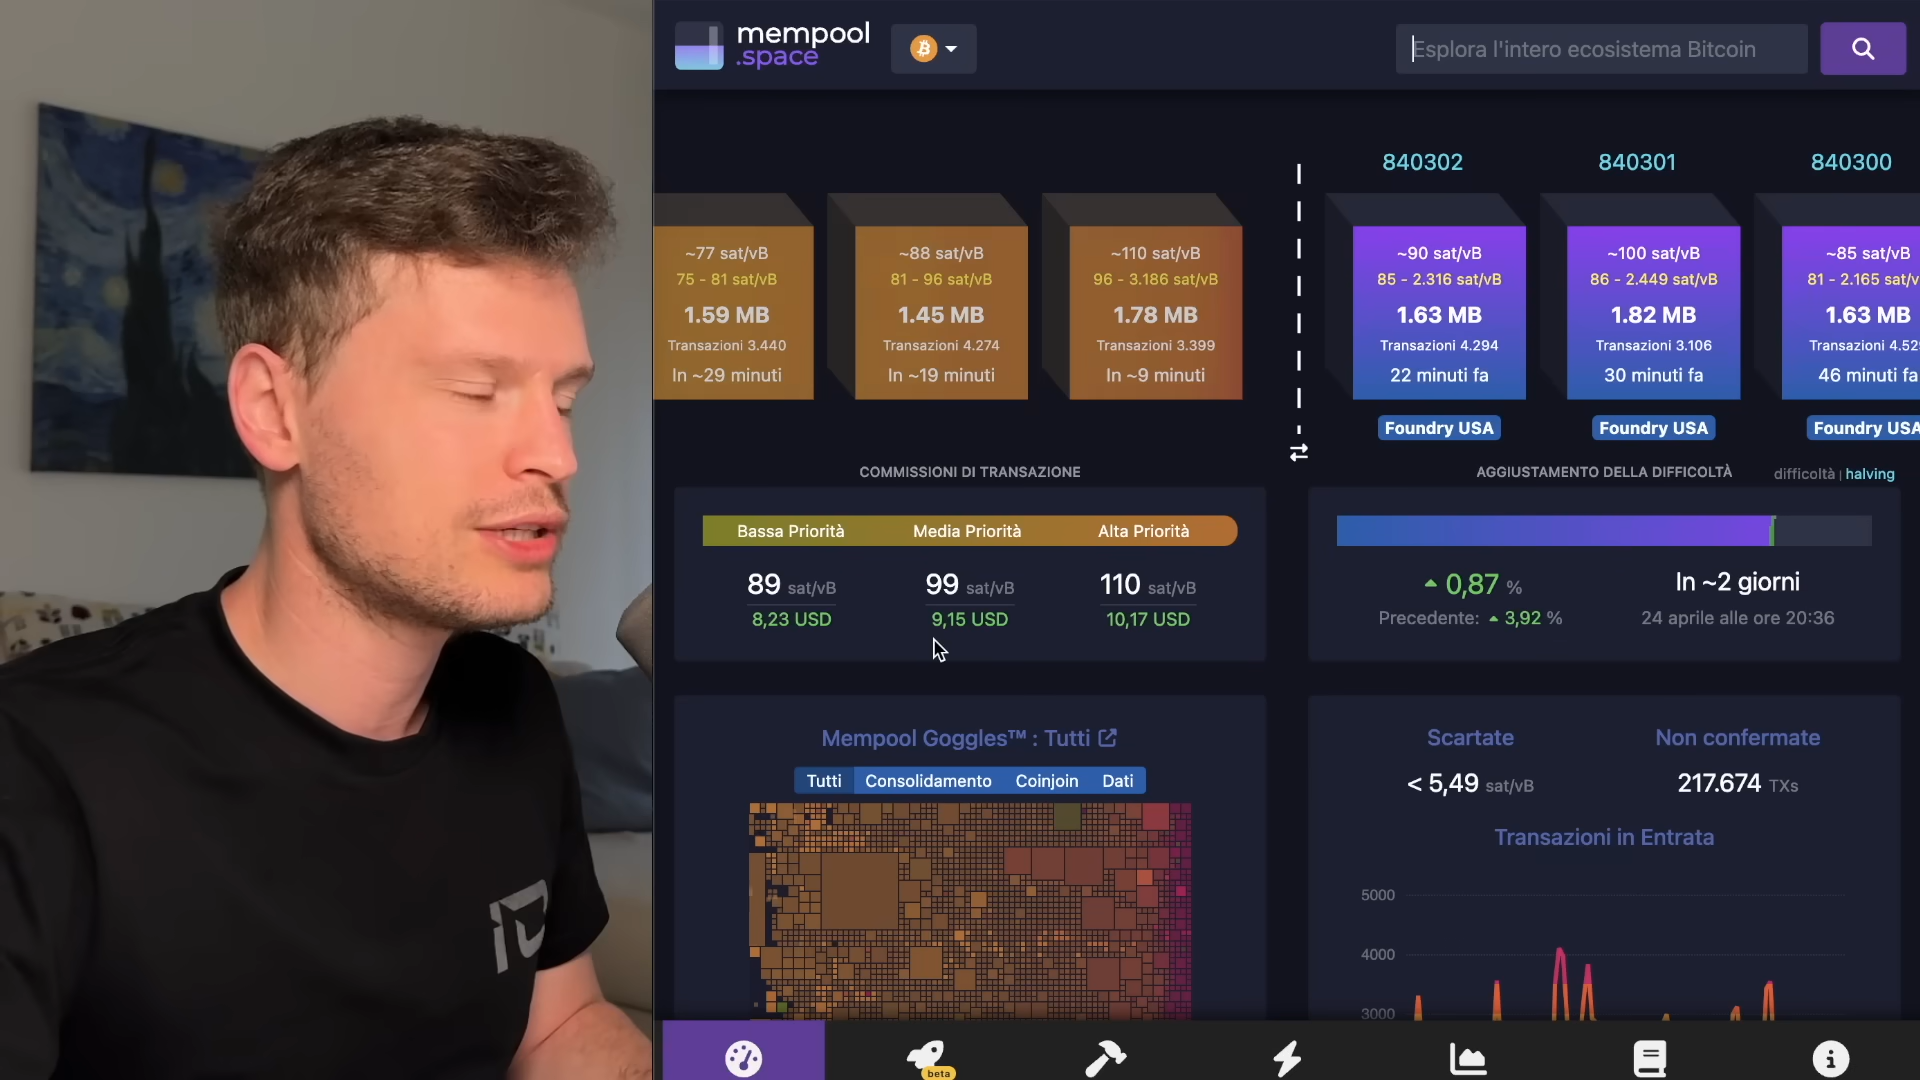 mempool
.space
Esplora l'intero ecosistema Bitcoin
840302
840301
840300
~77 sat/vB
75 - 81 sat/vB
1.59 MB
Transazioni 3.440
In ~29 minuti
~88 sat/vB
81 - 96 sat/vB
1.45 MB
Transazioni 4.274
In ~19 minuti
~110 sat/vB
96 - 3.186 sat/vB
1.78 MB
Transazioni 3.399
In ~9 minuti
~90 sat/vB
85 - 2.316 sat/vB
1.63 MB
Transazioni 4.294
22 minuti fa
Foundry USA
~100 sat/vB
86 - 2.449 sat/vB
1.82 MB
Transazioni 3.106
30 minuti fa
Foundry USA
~85 sat/vB
81 - 2.165 sat/v
1.63 MB
Transazioni 4.52
46 minuti fa
Foundry USA
COMMISSIONI DI TRANSAZIONE
Bassa Priorità Media Priorità Alta Priorità
89 sat/vB 99 sat/vB 110 sat/vB
8,23 USD 9,15 USD 10,17 USD
AGGIUSTAMENTO DELLA DIFFICOLTÀ
difficoltà | halving
0,87 %
Precedente: 3,92 %
In ~2 giorni
24 aprile alle ore 20:36
Mempool Goggles™ : Tutti
Tutti Consolidamento Coinjoin Dati
Scartate
< 5,49 sat/vB
Non confermate
217.674 TXs
Transazioni in Entrata
5000
4000
3000
beta